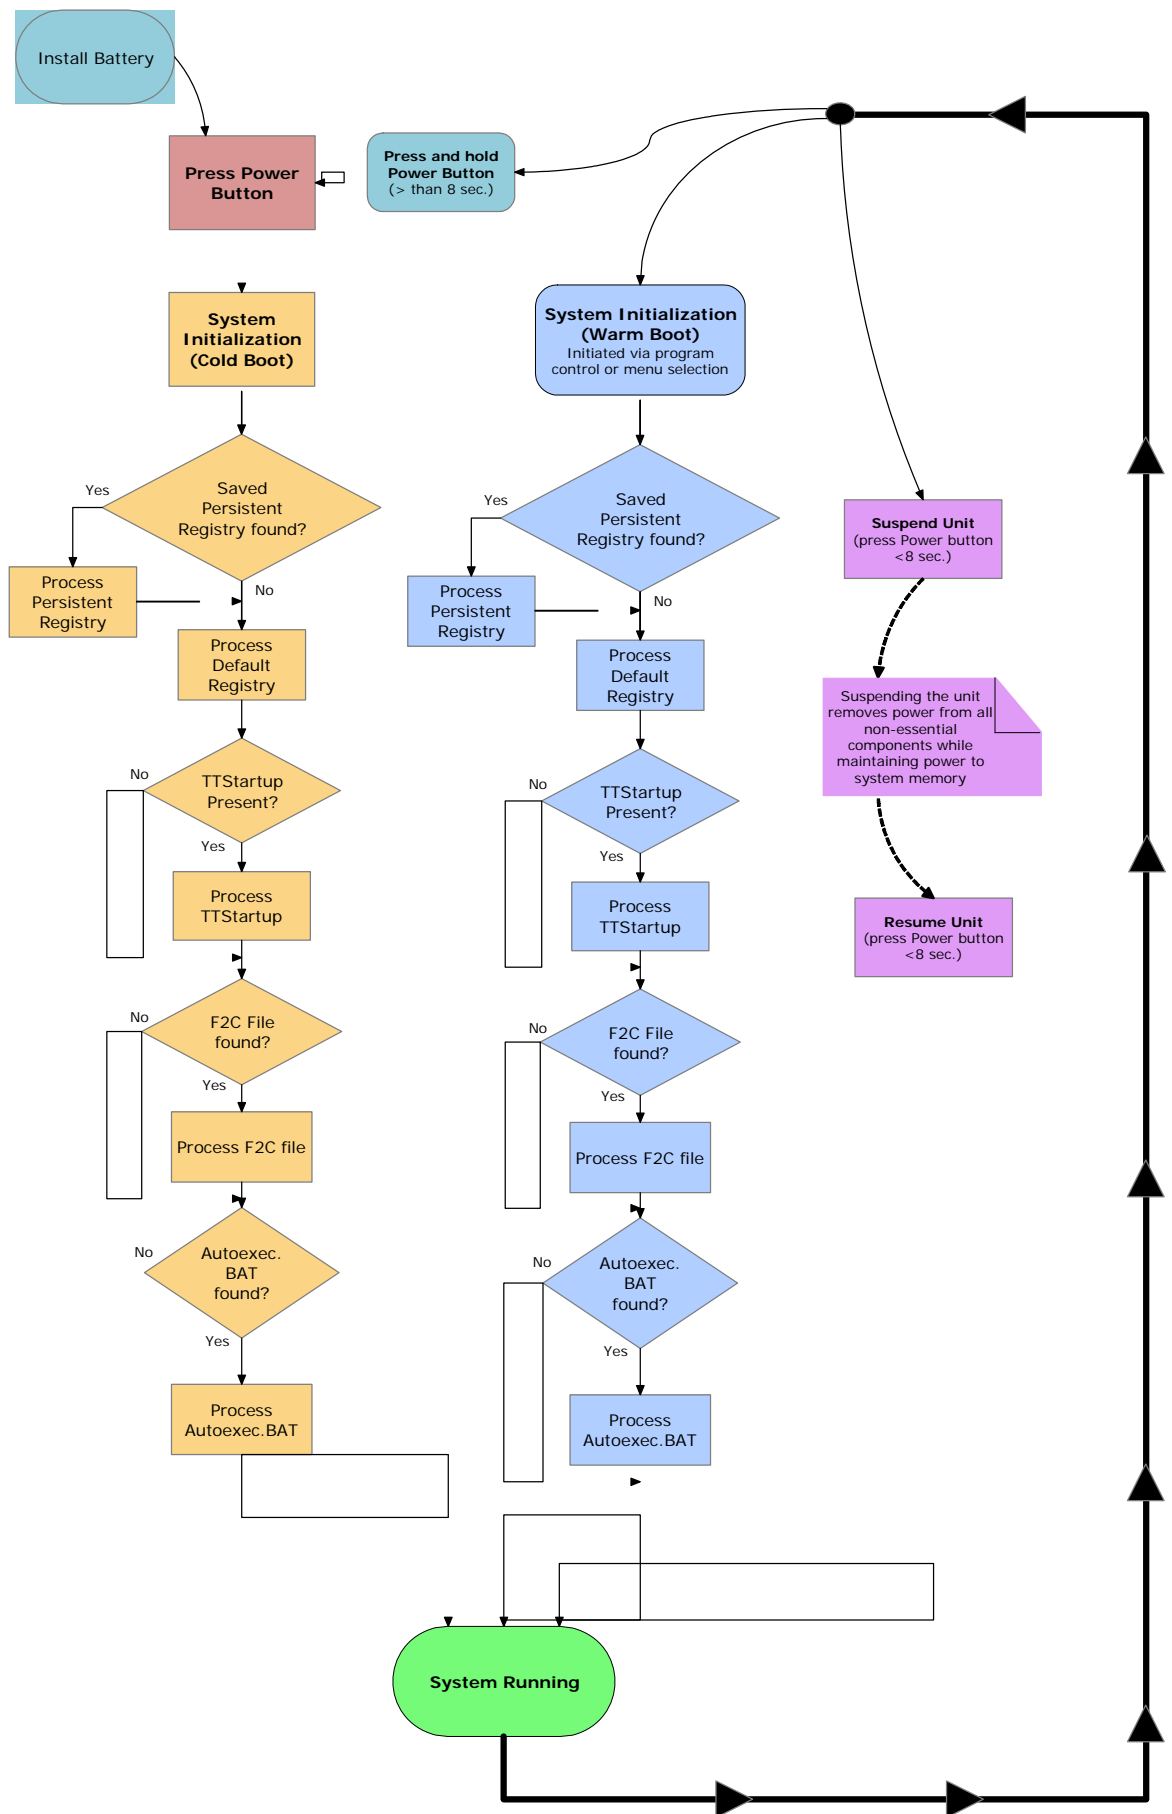 Install Battery
Press Power
Button
Press and hold
Power Button
(> than 8 sec.)
System
Initialization
(Cold Boot)
Saved
Persistent
Registry found?
Yes
No
Process
Persistent
Registry
Process
Default
Registry
TTStartup
Present?
No
Yes
Process
TTStartup
F2C File
found?
No
Yes
Process F2C file
Autoexec.
BAT
found?
No
Yes
Process
Autoexec.BAT
System Initialization
(Warm Boot)
Initiated via program
control or menu selection
Saved
Persistent
Registry found?
Yes
No
Process
Persistent
Registry
Process
Default
Registry
TTStartup
Present?
No
Yes
Process
TTStartup
F2C File
found?
No
Yes
Process F2C file
Autoexec.
BAT
found?
No
Yes
Process
Autoexec.BAT
Suspend Unit
(press Power button
<8 sec.)
Suspending the unit
removes power from all
non-essential
components while
maintaining power to
system memory
Resume Unit
(press Power button
<8 sec.)
System Running